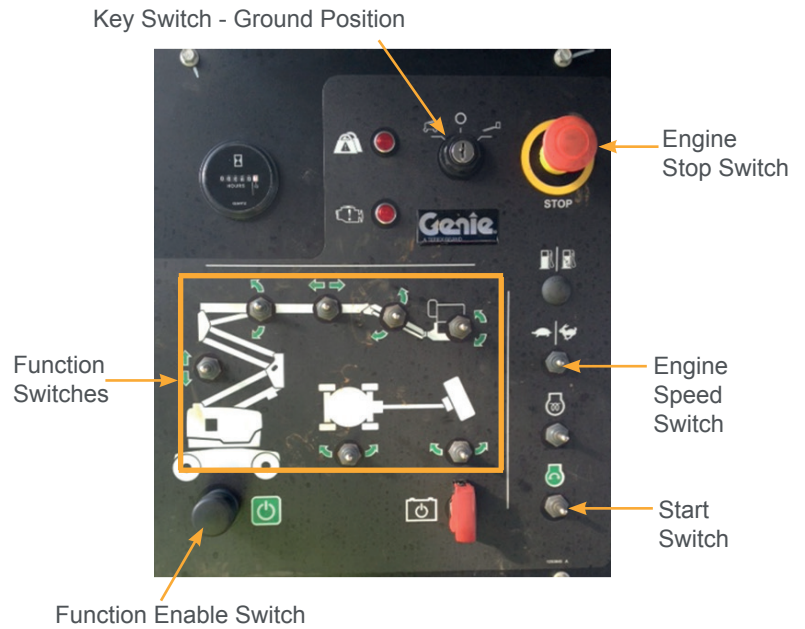 Key Switch - Ground Position
Engine
Stop Switch
STOP
Genie
HOURS
Function
Switches
Engine
Speed
Switch
Start
Switch
Function Enable Switch